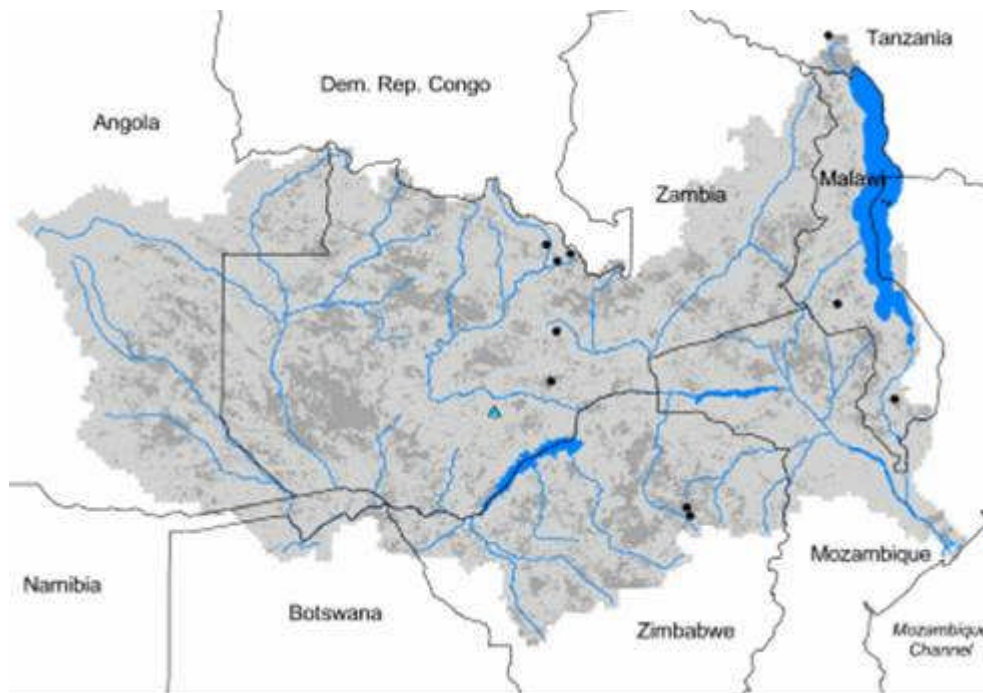 Tanzania
Dem. Rep. Congo
Angola
Malawi
Zambia
Mozambique
Namibia
Botswana
Zimbabwe
Mozambique
Channel